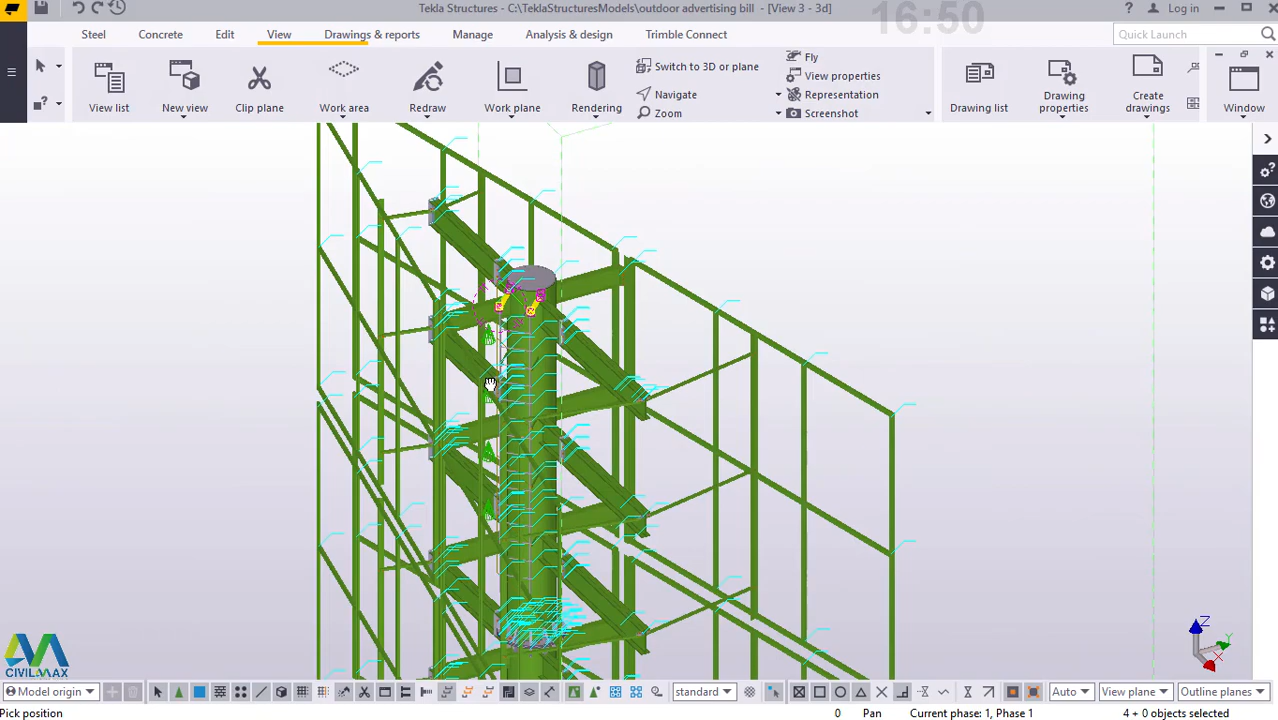 Tekla Structures - C:\TeklaStructuresModels\outdoor advertising bill - [View 3 - 3d]
16:50
? Log in
Steel Concrete Edit View Drawings & reports Manage Analysis & design Trimble Connect Quick Launch
View list
New view
Clip plane
Work area
Redraw
Work plane
Rendering
Switch to 3D or plane
Navigate
Zoom
Fly
View properties
Representation
Screenshot
Drawing list
Drawing properties
Create drawings
Window
Z
Y
X
CIVILMAX
Model origin
standard
Auto
View plane
Outline planes
Pick position 0 Pan Current phase: 1, Phase 1 4 + 0 objects selected